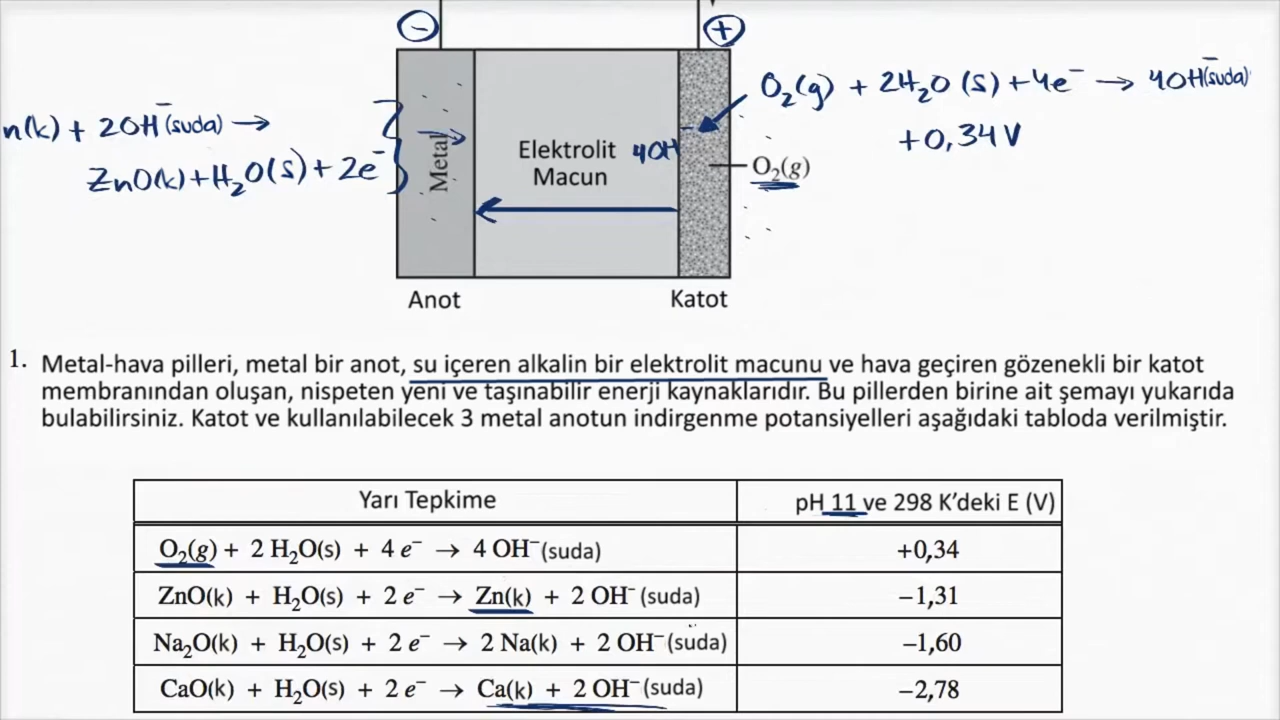 − +
O₂(g) + 2H₂O (s) + 4e⁻ → 4OH⁻(suda)
+0,34 V
n(k) + 2OH⁻(suda) →
ZnO(k) + H₂O(s) + 2e⁻
Metal
Elektrolit
Macun
4OH⁻
O₂(g)
Anot Katot
1. Metal-hava pilleri, metal bir anot, su içeren alkalin bir elektrolit macunu ve hava geçiren gözenekli bir katot
membranından oluşan, nispeten yeni ve taşınabilir enerji kaynaklarıdır. Bu pillerden birine ait şemayı yukarıda
bulabilirsiniz. Katot ve kullanılabilecek 3 metal anotun indirgenme potansiyelleri aşağıdaki tabloda verilmiştir.
Yarı Tepkime pH 11 ve 298 K’deki E (V)
O₂(g) + 2 H₂O(s) + 4 e⁻ → 4 OH⁻(suda) +0,34
ZnO(k) + H₂O(s) + 2 e⁻ → Zn(k) + 2 OH⁻ (suda) −1,31
Na₂O(k) + H₂O(s) + 2 e⁻ → 2 Na(k) + 2 OH⁻(suda) −1,60
CaO(k) + H₂O(s) + 2 e⁻ → Ca(k) + 2 OH⁻ (suda) −2,78